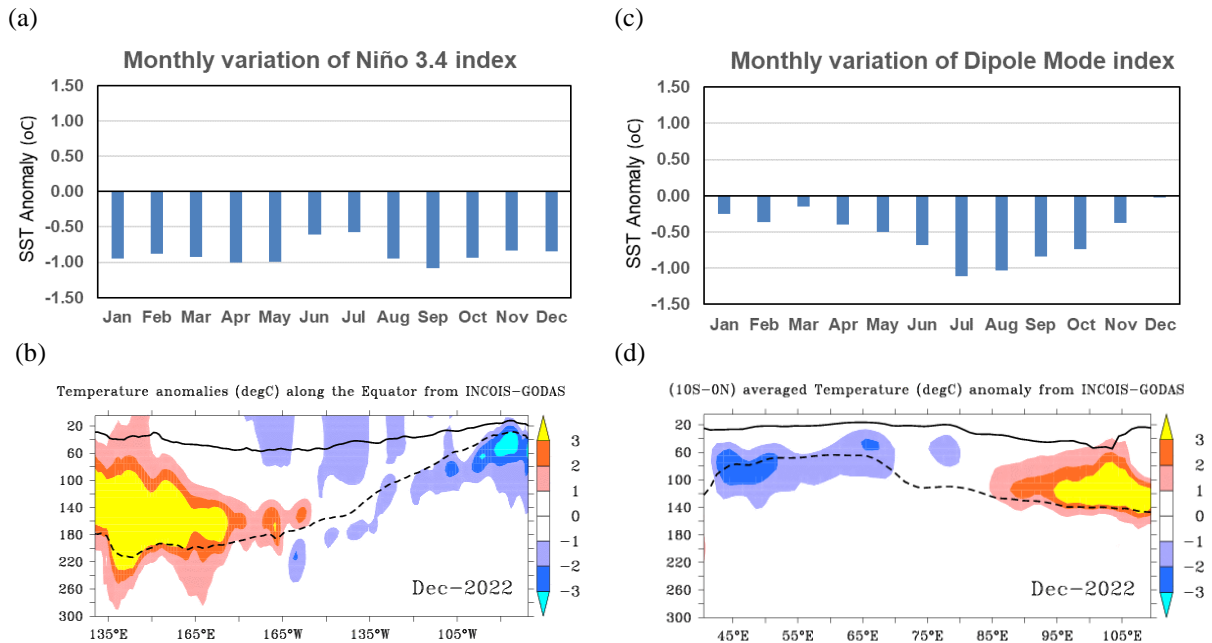 (a)
Monthly variation of Niño 3.4 index
SST Anomaly (oC)
1.50
1.00
0.50
0.00
-0.50
-1.00
-1.50
Jan Feb Mar Apr May Jun Jul Aug Sep Oct Nov Dec
(c)
Monthly variation of Dipole Mode index
SST Anomaly (oC)
1.50
1.00
0.50
0.00
-0.50
-1.00
-1.50
Jan Feb Mar Apr May Jun Jul Aug Sep Oct Nov Dec
(b)
Temperature anomalies (degC) along the Equator from INCOIS-GODAS
20
60
100
140
180
220
260
300
135°E 165°E 165°W 135°W 105°W
Dec-2022
3
2
1
0
-1
-2
-3
(d)
(10S-0N) averaged Temperature (degC) anomaly from INCOIS-GODAS
20
60
100
140
180
220
260
300
45°E 55°E 65°E 75°E 85°E 95°E 105°E
Dec-2022
3
2
1
0
-1
-2
-3